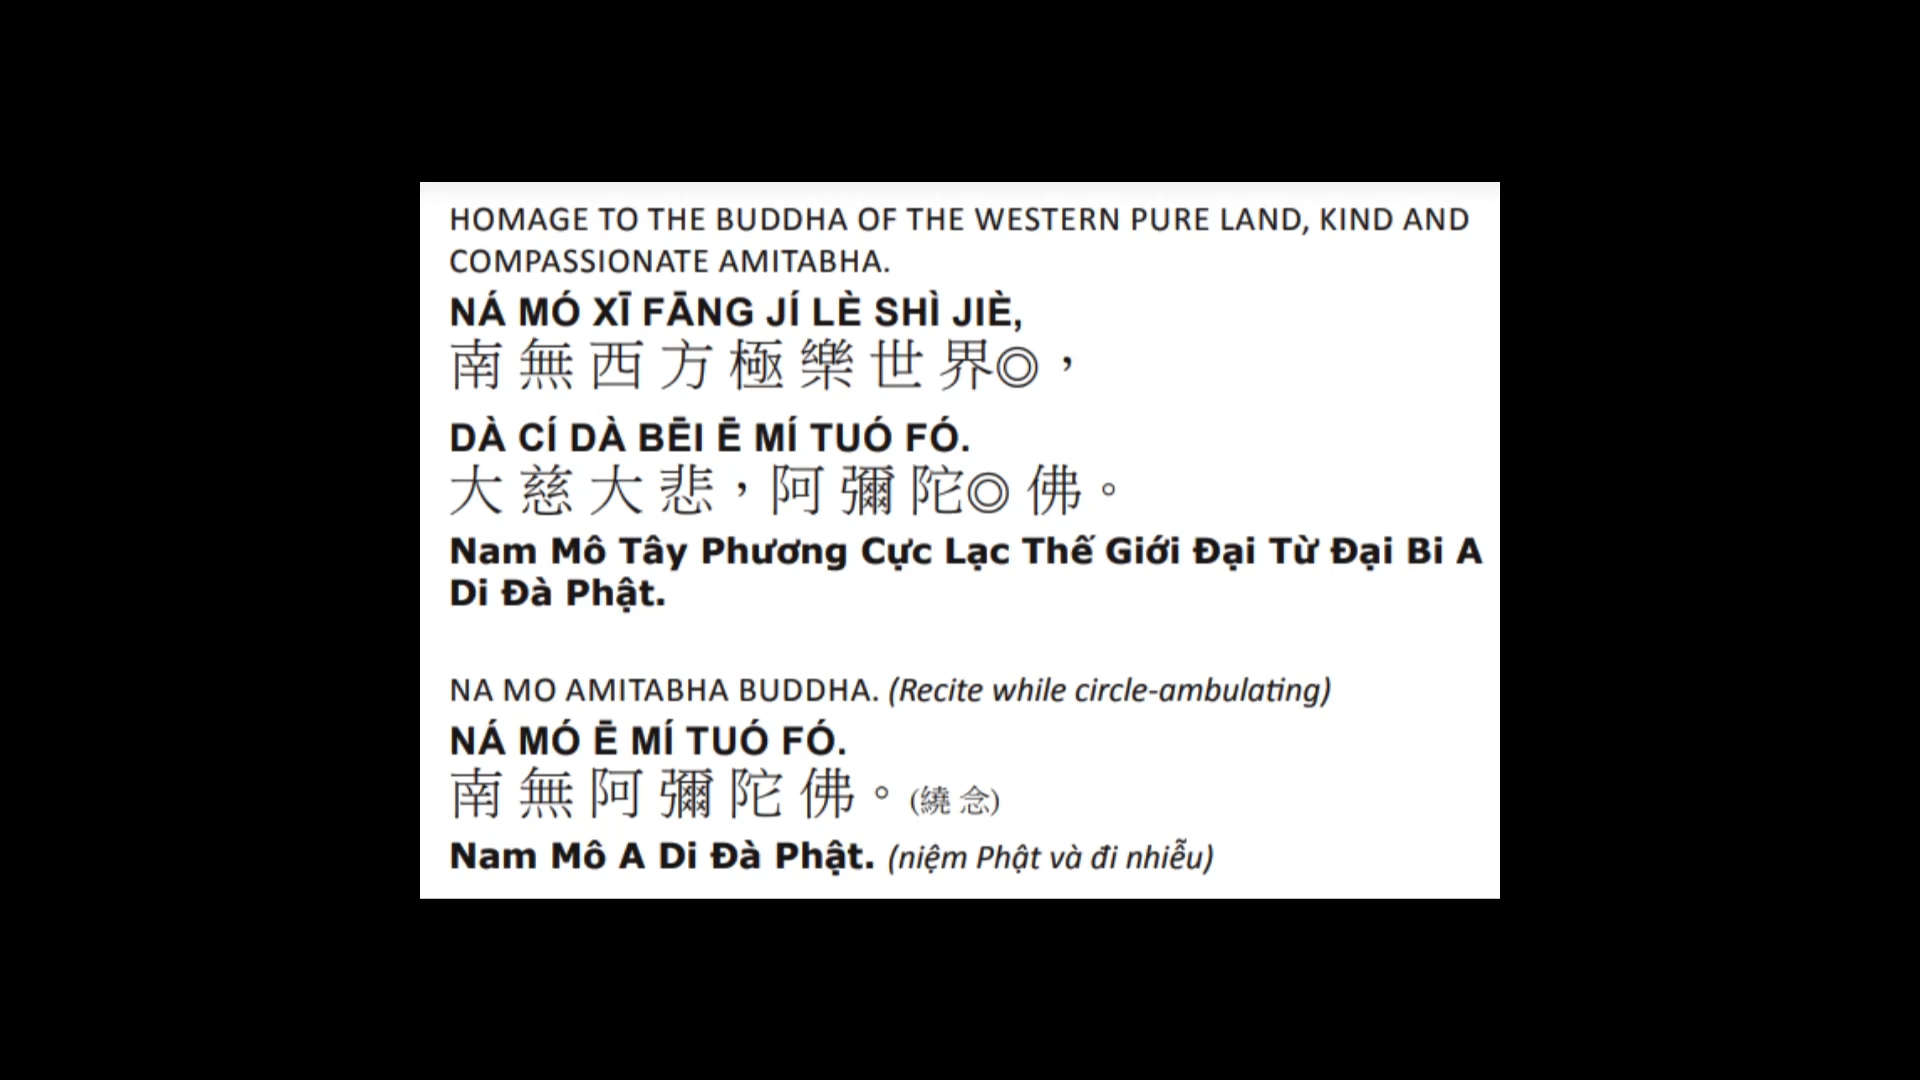 HOMAGE TO THE BUDDHA OF THE WESTERN PURE LAND, KIND AND
COMPASSIONATE AMITABHA.
NÁ MÓ XĪ FĀNG JÍ LÈ SHÌ JIÈ,
南 無 西 方 極 樂 世 界◎，
DÀ CÍ DÀ BĒI Ē MÍ TUÓ FÓ.
大 慈 大 悲，阿 彌 陀◎ 佛。
Nam Mô Tây Phương Cực Lạc Thế Giới Đại Từ Đại Bi A
Di Đà Phật.
NA MO AMITABHA BUDDHA. (Recite while circle-ambulating)
NÁ MÓ Ē MÍ TUÓ FÓ.
南 無 阿 彌 陀 佛。(繞 念)
Nam Mô A Di Đà Phật. (niệm Phật và đi nhiễu)